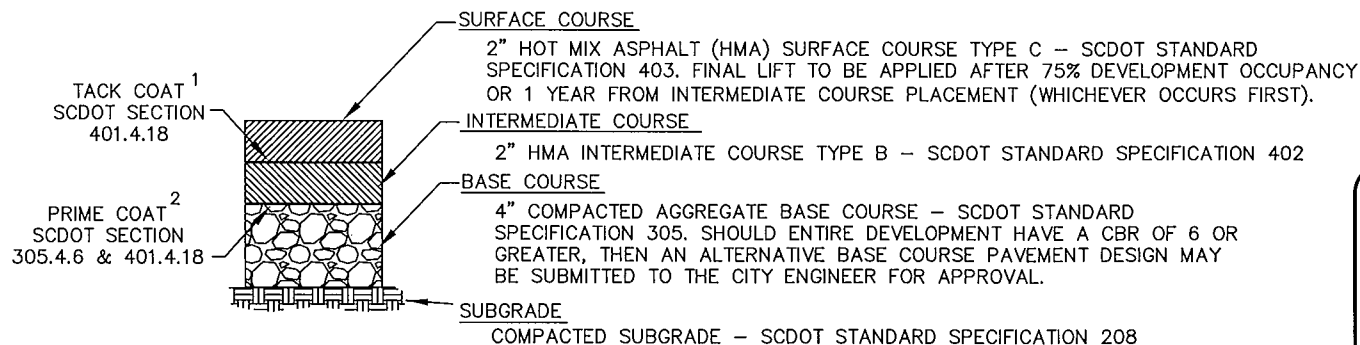 SURFACE COURSE
2" HOT MIX ASPHALT (HMA) SURFACE COURSE TYPE C – SCDOT STANDARD
SPECIFICATION 403. FINAL LIFT TO BE APPLIED AFTER 75% DEVELOPMENT OCCUPANCY
OR 1 YEAR FROM INTERMEDIATE COURSE PLACEMENT (WHICHEVER OCCURS FIRST).
TACK COAT 1
SCDOT SECTION
401.4.18
INTERMEDIATE COURSE
2" HMA INTERMEDIATE COURSE TYPE B – SCDOT STANDARD SPECIFICATION 402
PRIME COAT 2
SCDOT SECTION
305.4.6 & 401.4.18
BASE COURSE
4" COMPACTED AGGREGATE BASE COURSE – SCDOT STANDARD
SPECIFICATION 305. SHOULD ENTIRE DEVELOPMENT HAVE A CBR OF 6 OR
GREATER, THEN AN ALTERNATIVE BASE COURSE PAVEMENT DESIGN MAY
BE SUBMITTED TO THE CITY ENGINEER FOR APPROVAL.
SUBGRADE
COMPACTED SUBGRADE – SCDOT STANDARD SPECIFICATION 208